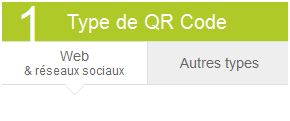 1 Type de QR Code
Web
& réseaux sociaux
Autres types